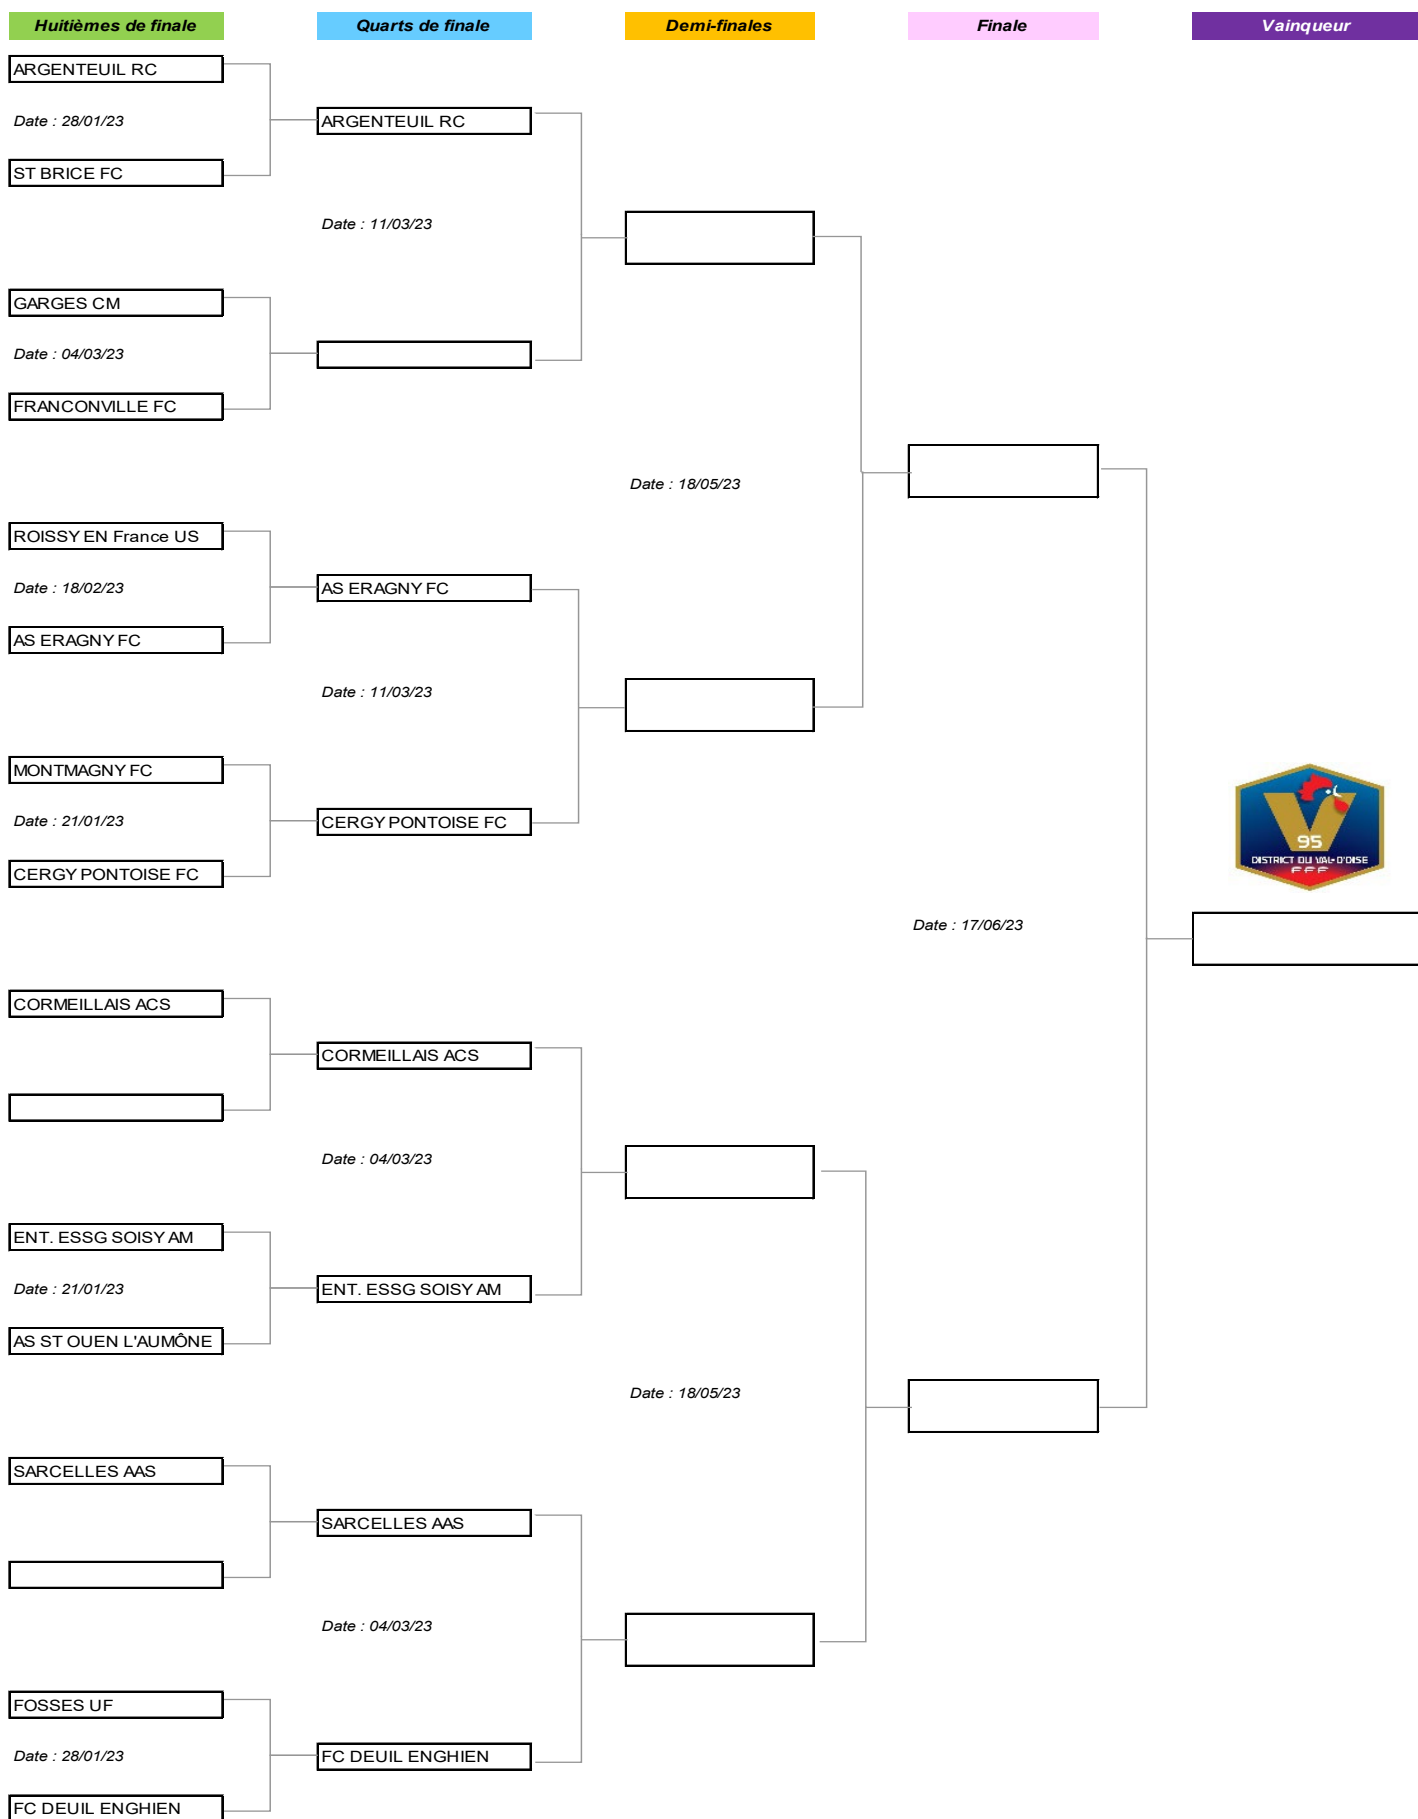 Huitièmes de finale
Quarts de finale
Demi-finales
Finale
Vainqueur
ARGENTEUIL RC
Date : 28/01/23
ARGENTEUIL RC
ST BRICE FC
Date : 11/03/23
GARGES CM
Date : 04/03/23
FRANCONVILLE FC
Date : 18/05/23
ROISSY EN France US
Date : 18/02/23
AS ERAGNY FC
AS ERAGNY FC
Date : 11/03/23
MONTMAGNY FC
Date : 21/01/23
CERGY PONTOISE FC
CERGY PONTOISE FC
V
95
DISTRICT DU VAL-D'OISE
FFF
Date : 17/06/23
CORMEILLAIS ACS
CORMEILLAIS ACS
Date : 04/03/23
ENT. ESSG SOISY AM
Date : 21/01/23
ENT. ESSG SOISY AM
AS ST OUEN L'AUMÔNE
Date : 18/05/23
SARCELLES AAS
SARCELLES AAS
Date : 04/03/23
FOSSES UF
Date : 28/01/23
FC DEUIL ENGHIEN
FC DEUIL ENGHIEN